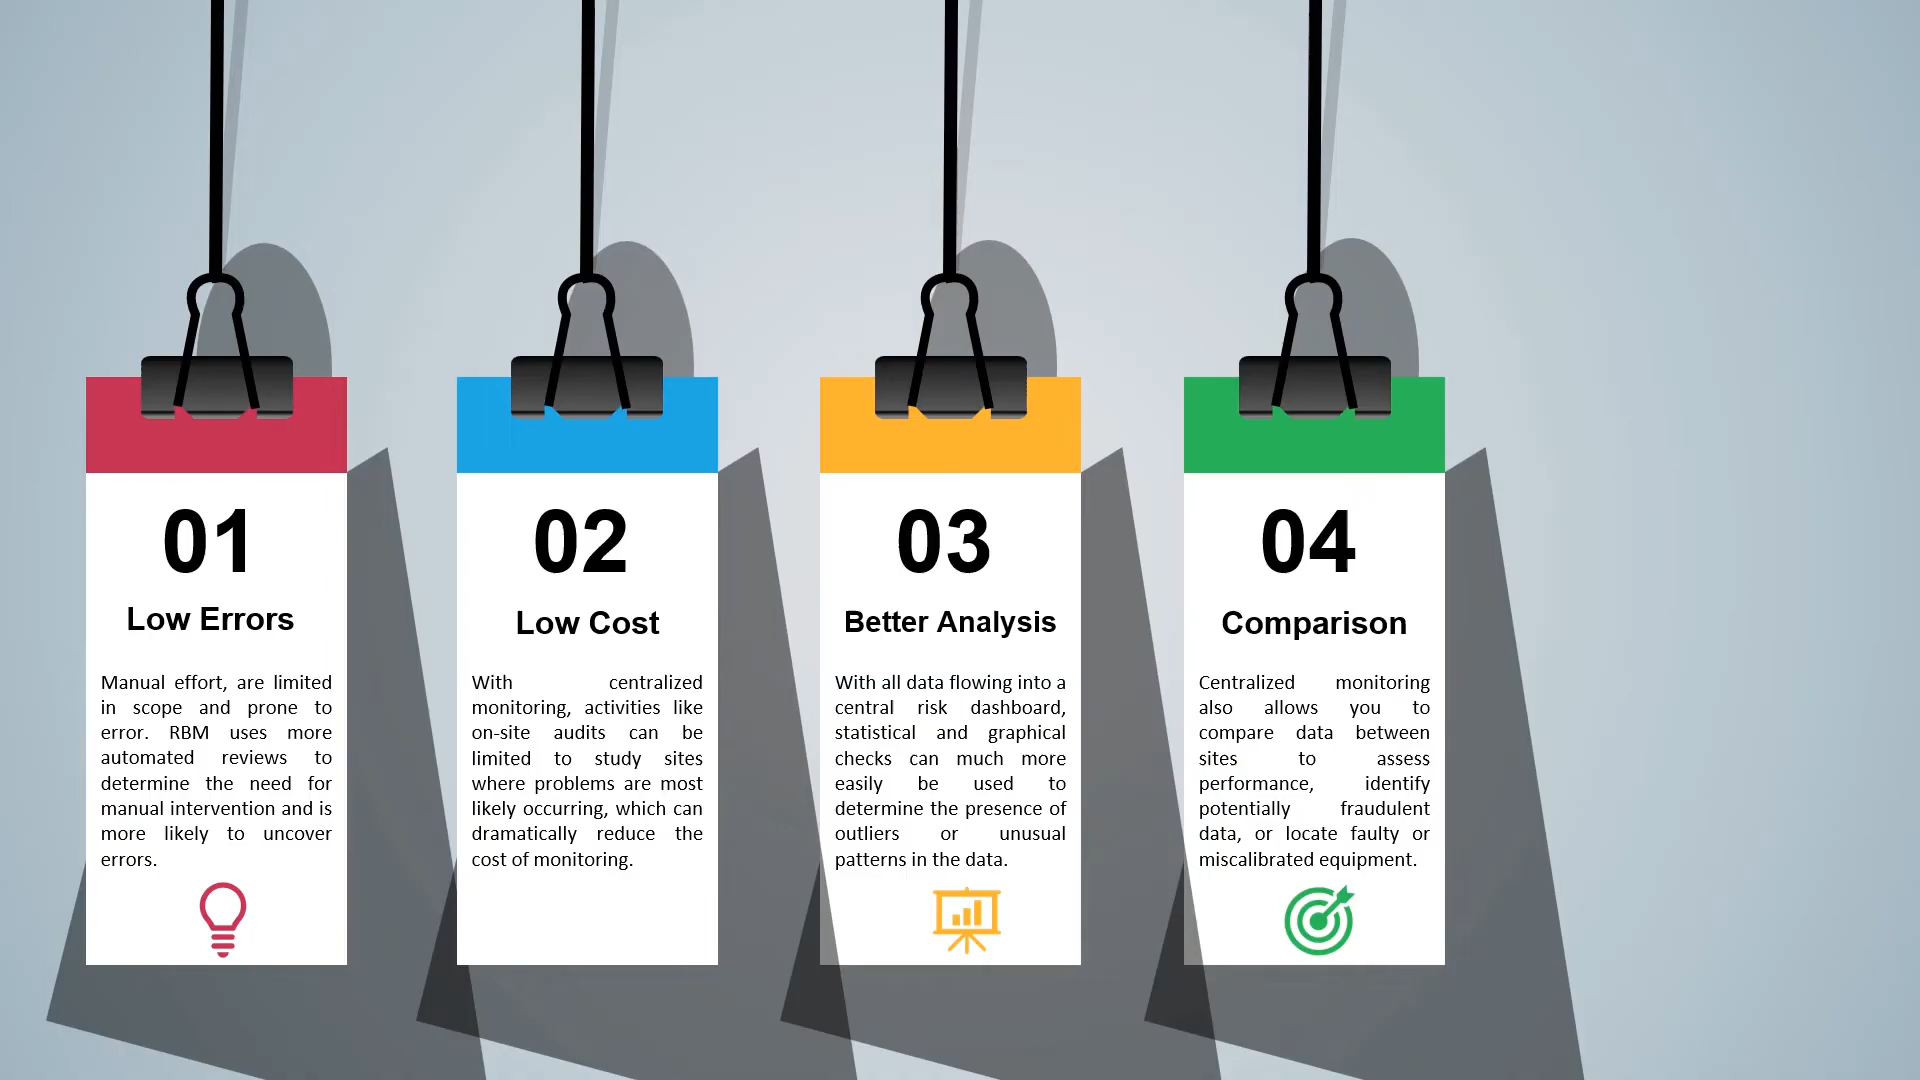 01
Low Errors
Manual effort, are limited
in scope and prone to
error. RBM uses more
automated reviews to
determine the need for
manual intervention and is
more likely to uncover
errors.
02
Low Cost
With centralized
monitoring, activities like
on-site audits can be
limited to study sites
where problems are most
likely occurring, which can
dramatically reduce the
cost of monitoring.
03
Better Analysis
With all data flowing into a
central risk dashboard,
statistical and graphical
checks can much more
easily be used to
determine the presence of
outliers or unusual
patterns in the data.
04
Comparison
Centralized monitoring
also allows you to
compare data between
sites to assess
performance, identify
potentially fraudulent
data, or locate faulty or
miscalibrated equipment.